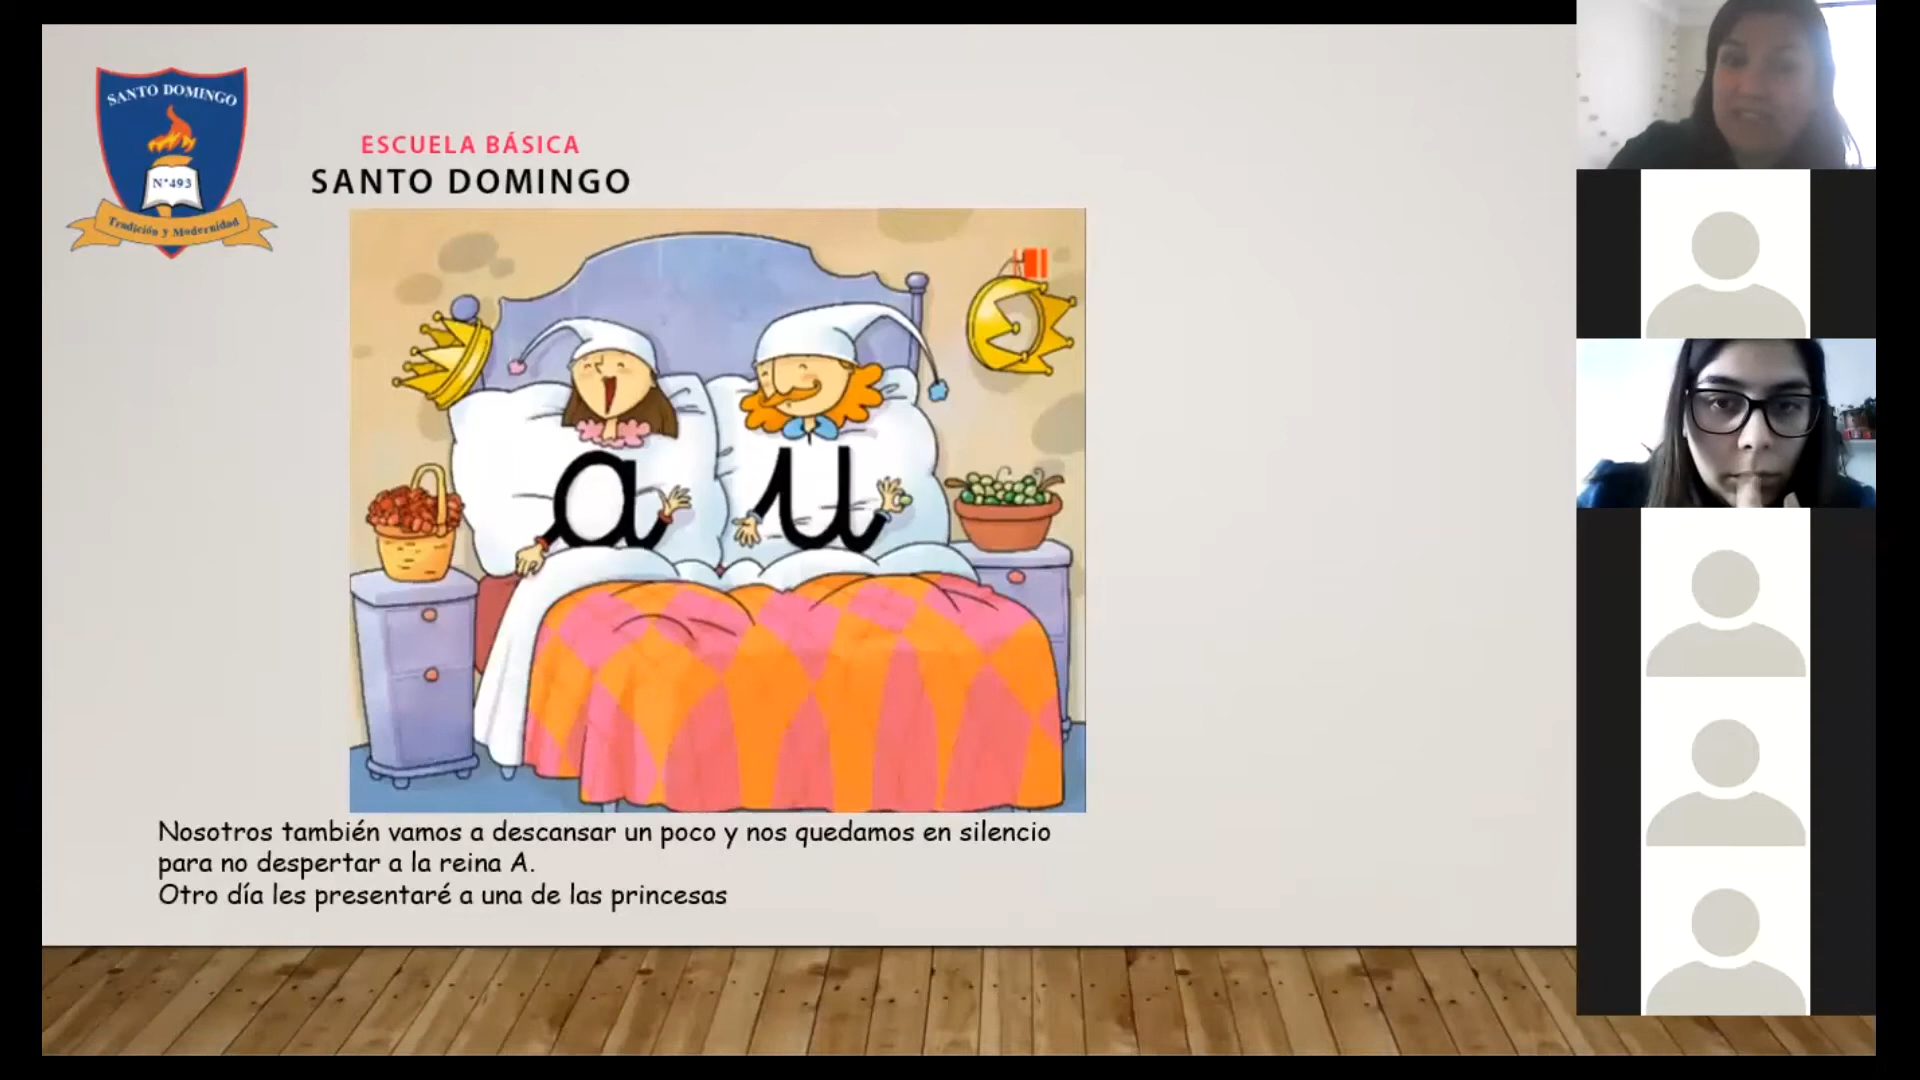 SANTO DOMINGO
N°493
Tradición y Modernidad
ESCUELA BÁSICA
SANTO DOMINGO
a u
Nosotros también vamos a descansar un poco y nos quedamos en silencio
para no despertar a la reina A.
Otro día les presentaré a una de las princesas